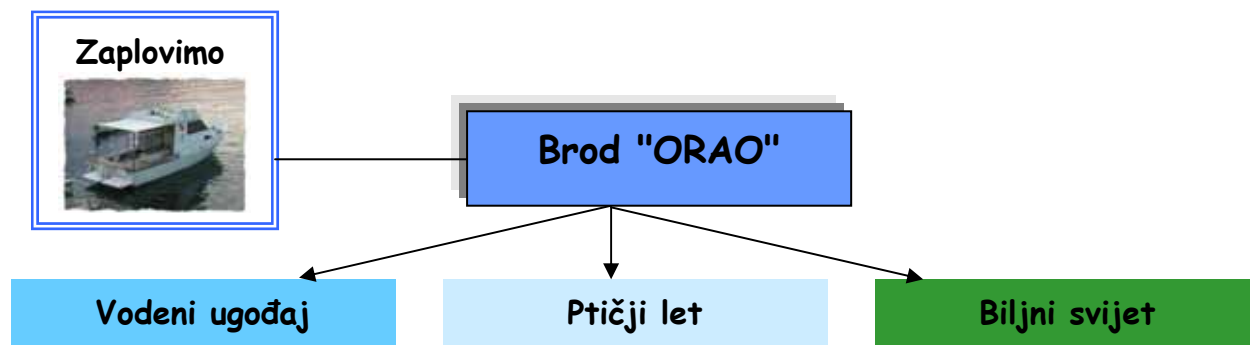 Zaplovimo
Brod "ORAO"
Vodeni ugođaj
Ptičji let
Biljni svijet